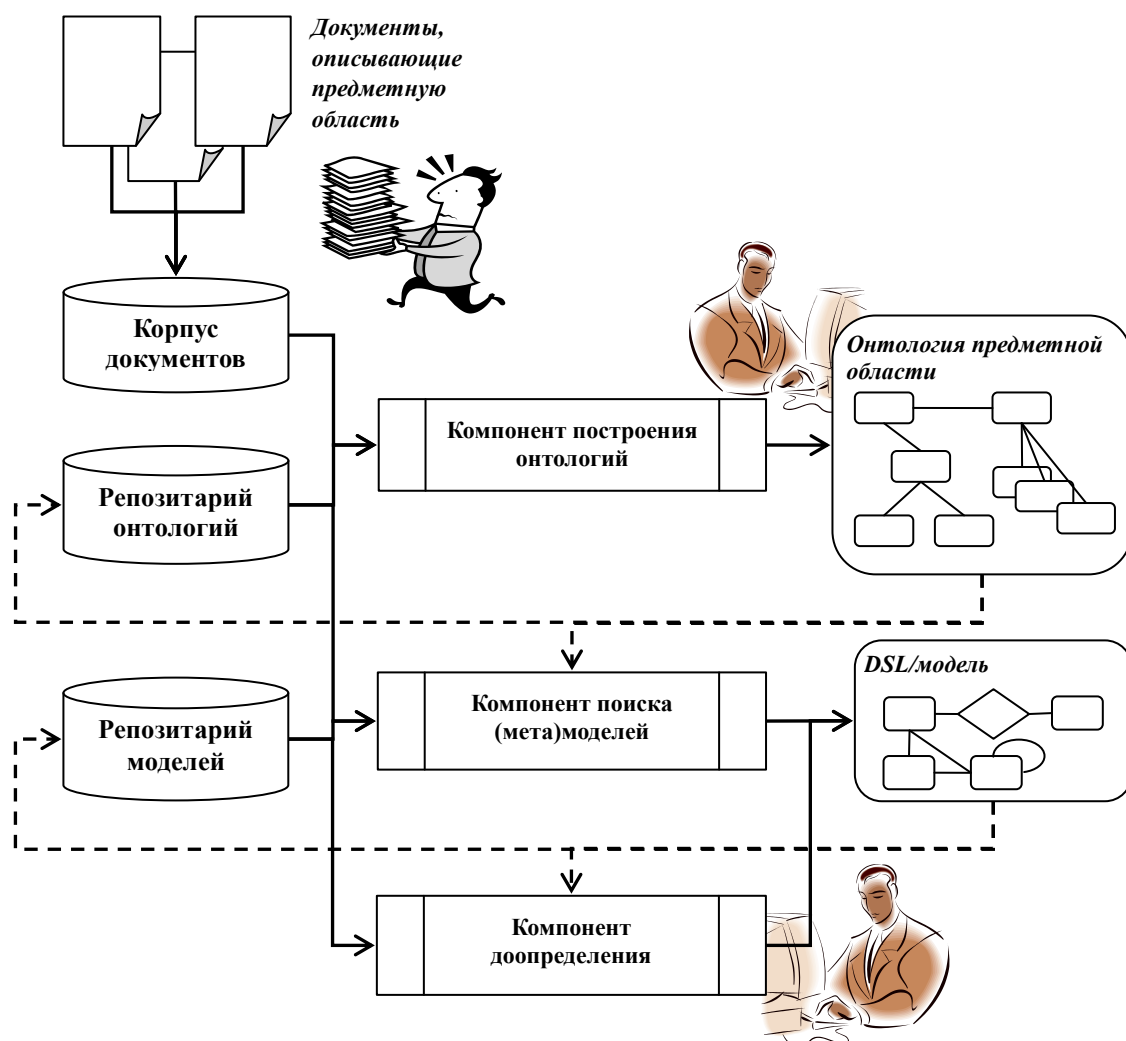 Документы,
описывающие
предметную
область
Корпус
документов
Онтология предметной
области
Компонент построения
онтологий
Репозитарий
онтологий
DSL/модель
Компонент поиска
(мета)моделей
Репозитарий
моделей
Компонент
доопределения